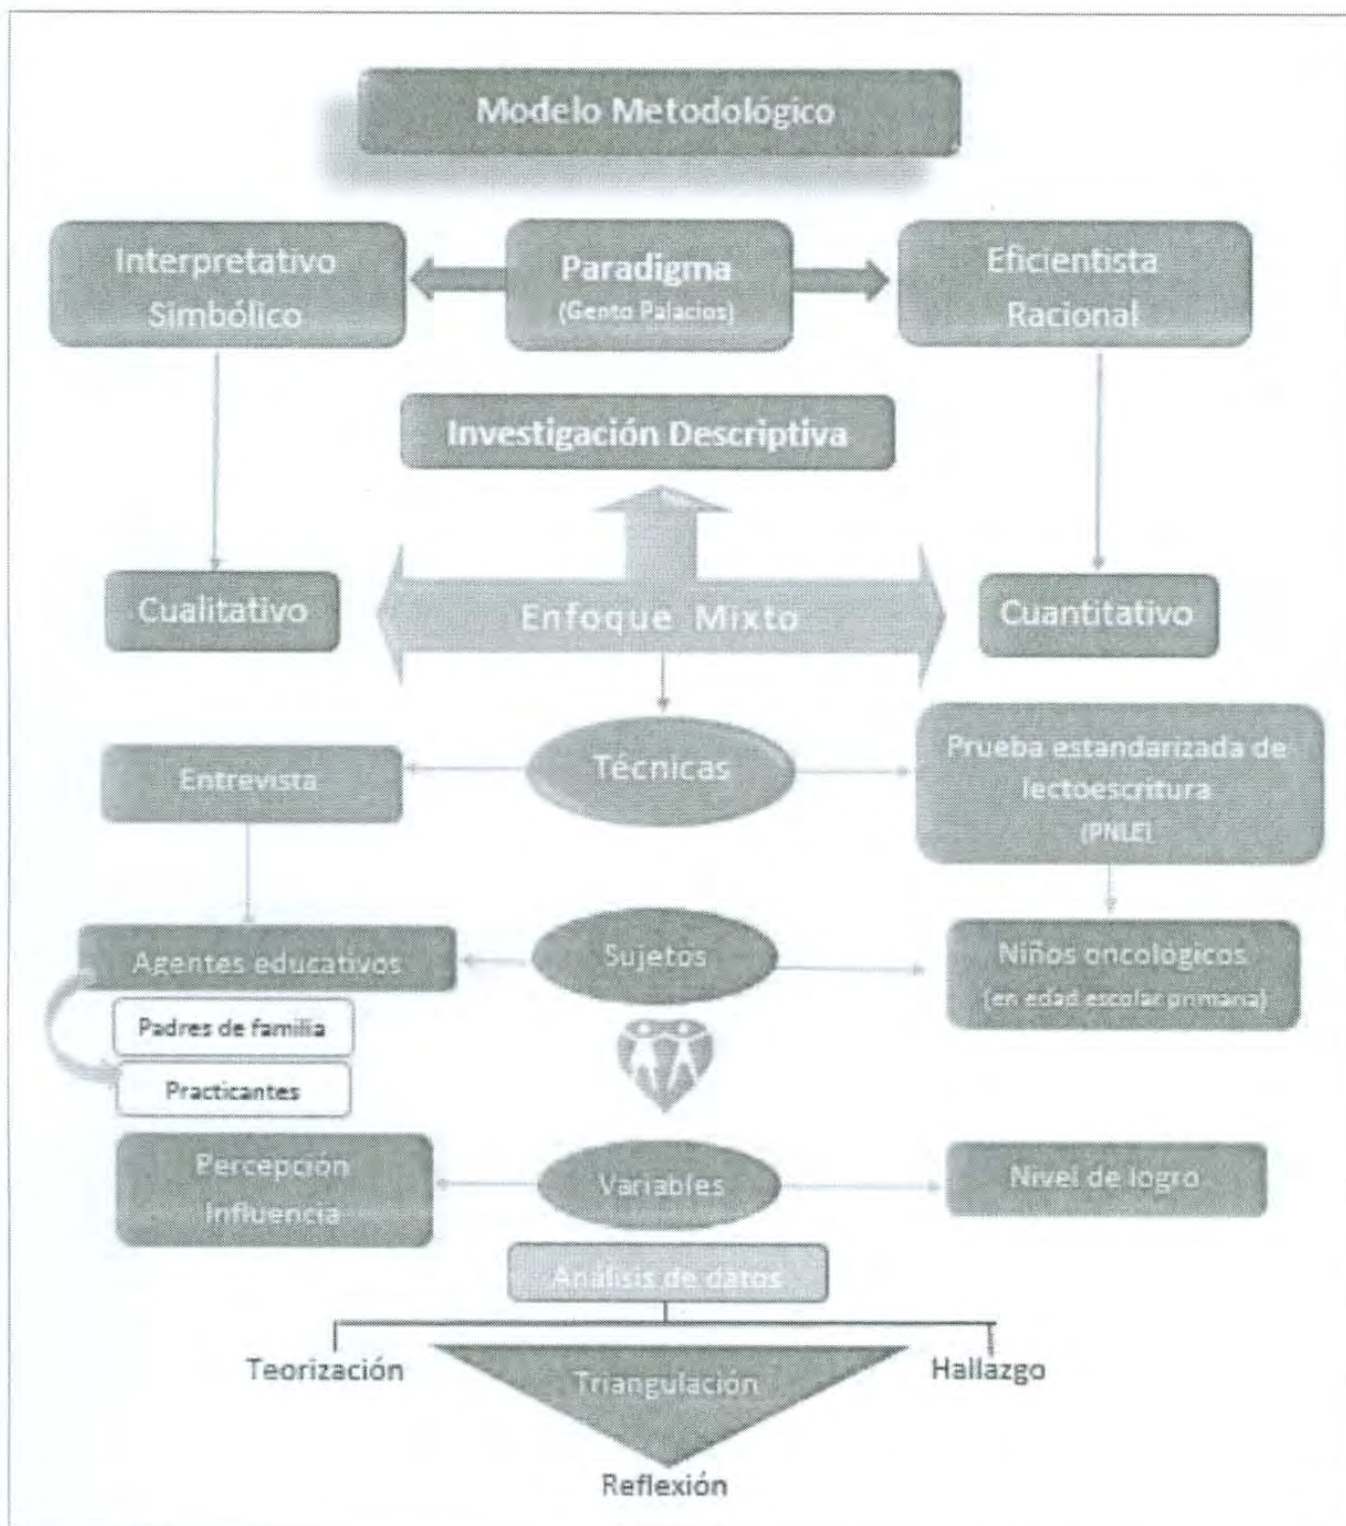 Modelo Metodológico
Interpretativo
Simbólico
Paradigma
(Gento Palacios)
Eficientista
Racional
Investigación Descriptiva
Cualitativo
Enfoque Mixto
Cuantitativo
Entrevista
Técnicas
Prueba estandarizada de
lectoescritura
(PNLE)
Agentes educativos
Sujetos
Niños oncológicos
(en edad escolar primaria)
Padres de familia
Practicantes
Percepción
Influencia
Variables
Nivel de logro
Análisis de datos
Teorización
Triangulación
Hallazgo
Reflexión